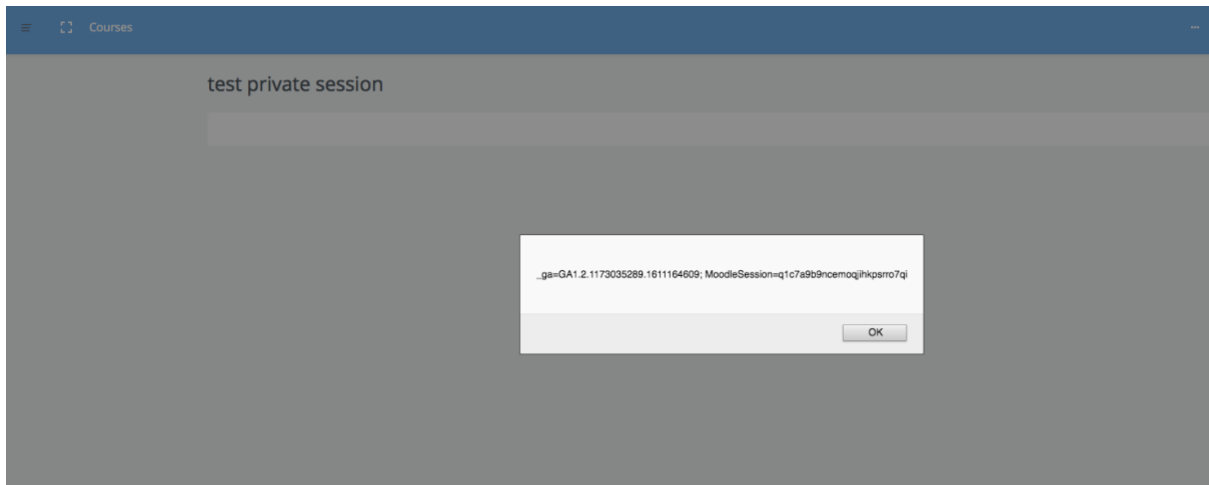 Courses
test private session
_ga=GA1.2.1173035289.1611164609; MoodleSession=q1c7a9b9ncemoqjihkpsrro7qi
OK